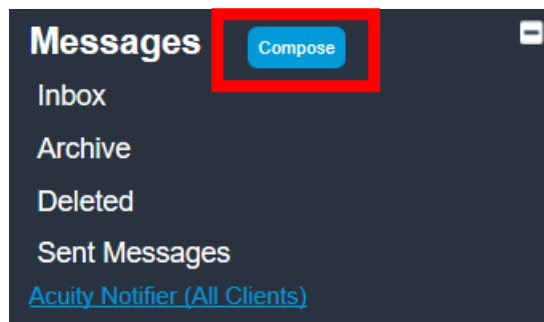 Messages Compose
Inbox
Archive
Deleted
Sent Messages
Acuity Notifier (All Clients)